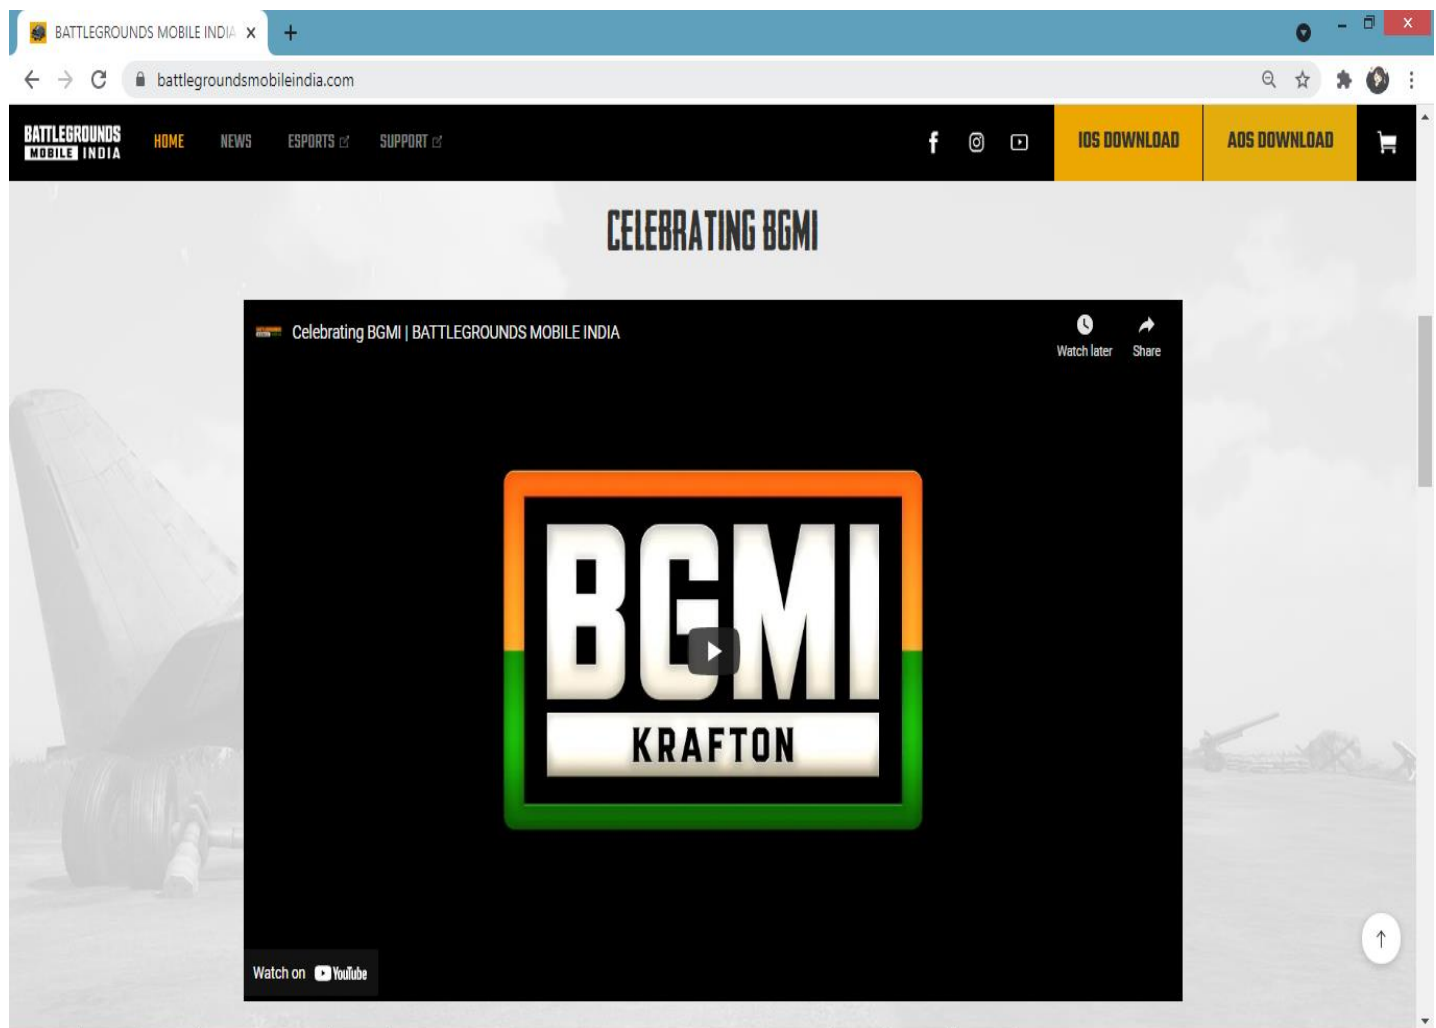 BATTLEGROUNDS MOBILE INDIA
battlegroundsmobileindia.com
BATTLEGROUNDS
MOBILE INDIA
HOME NEWS ESPORTS SUPPORT
IOS DOWNLOAD AOS DOWNLOAD
CELEBRATING BGMI
Celebrating BGMI | BATTLEGROUNDS MOBILE INDIA
Watch later Share
BGMI
KRAFTON
Watch on YouTube